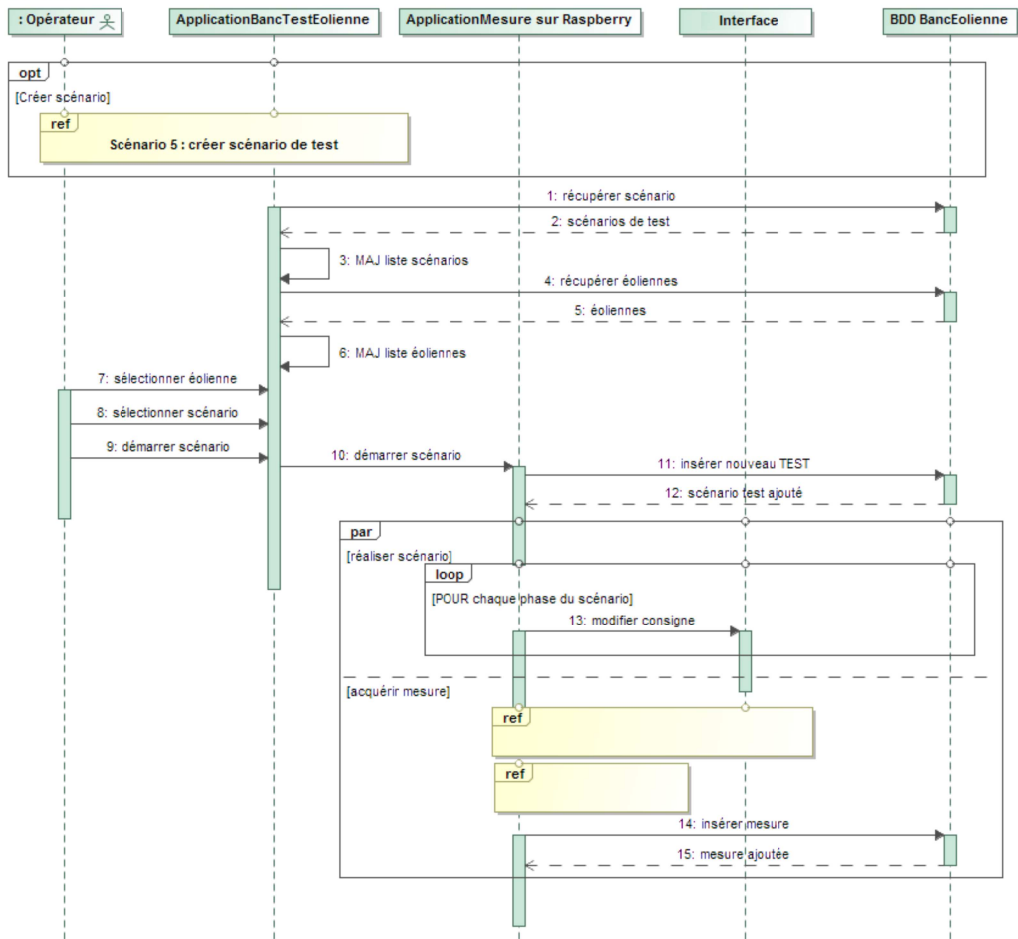 : Opérateur
ApplicationBancTestEolienne
ApplicationMesure sur Raspberry
Interface
BDD BancEolienne
opt
[Créer scénario]
ref
Scénario 5 : créer scénario de test
1: récupérer scénario
2: scénarios de test
3: MAJ liste scénarios
4: récupérer éoliennes
5: éoliennes
6: MAJ liste éoliennes
7: sélectionner éolienne
8: sélectionner scénario
9: démarrer scénario
10: démarrer scénario
11: insérer nouveau TEST
12: scénario test ajouté
par
[réaliser scénario]
loop
[POUR chaque phase du scénario]
13: modifier consigne
[acquérir mesure]
ref
ref
14: insérer mesure
15: mesure ajoutée